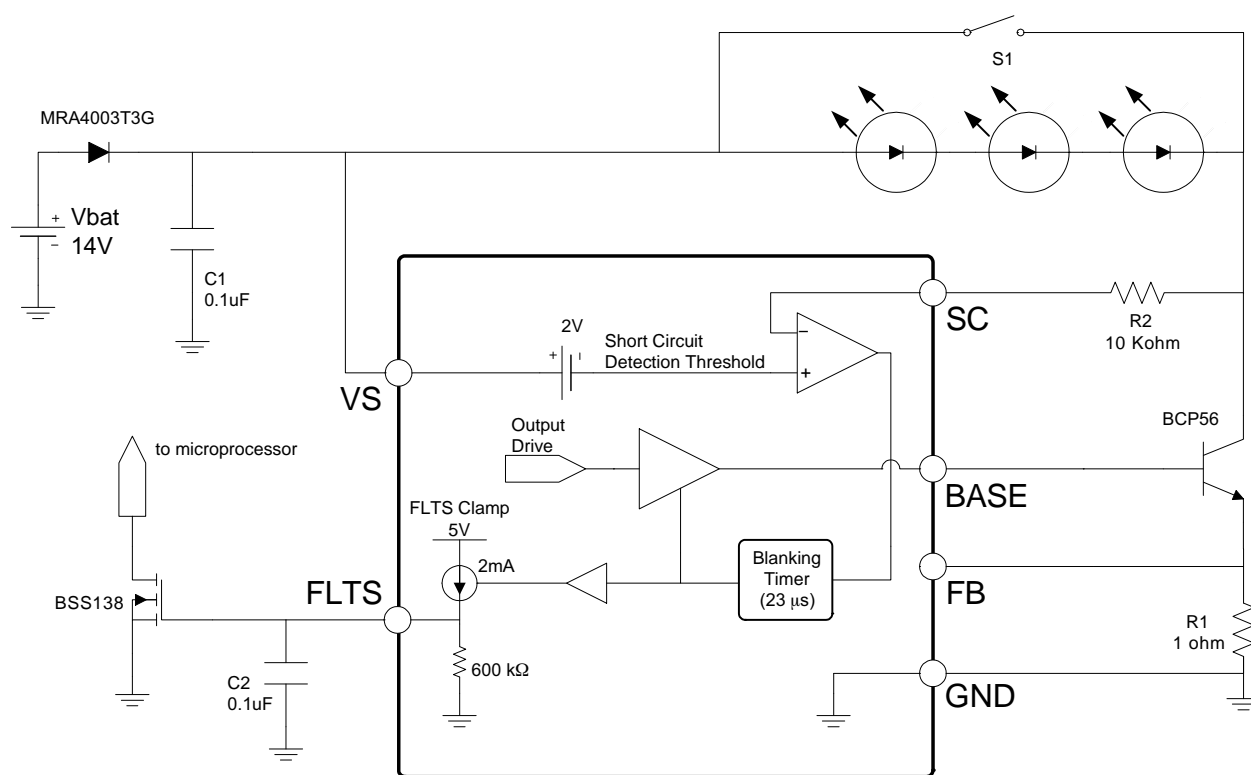 S1
MRA4003T3G
+
Vbat
−
14V
C1
0.1uF
SC
R2
10 Kohm
2V
+
−
Short Circuit
Detection Threshold
−
+
VS
BCP56
Output
Drive
to microprocessor
BASE
FLTS Clamp
5V
2mA
Blanking
Timer
(23 μs)
BSS138
FLTS
FB
R1
1 ohm
600 kΩ
C2
0.1uF
GND